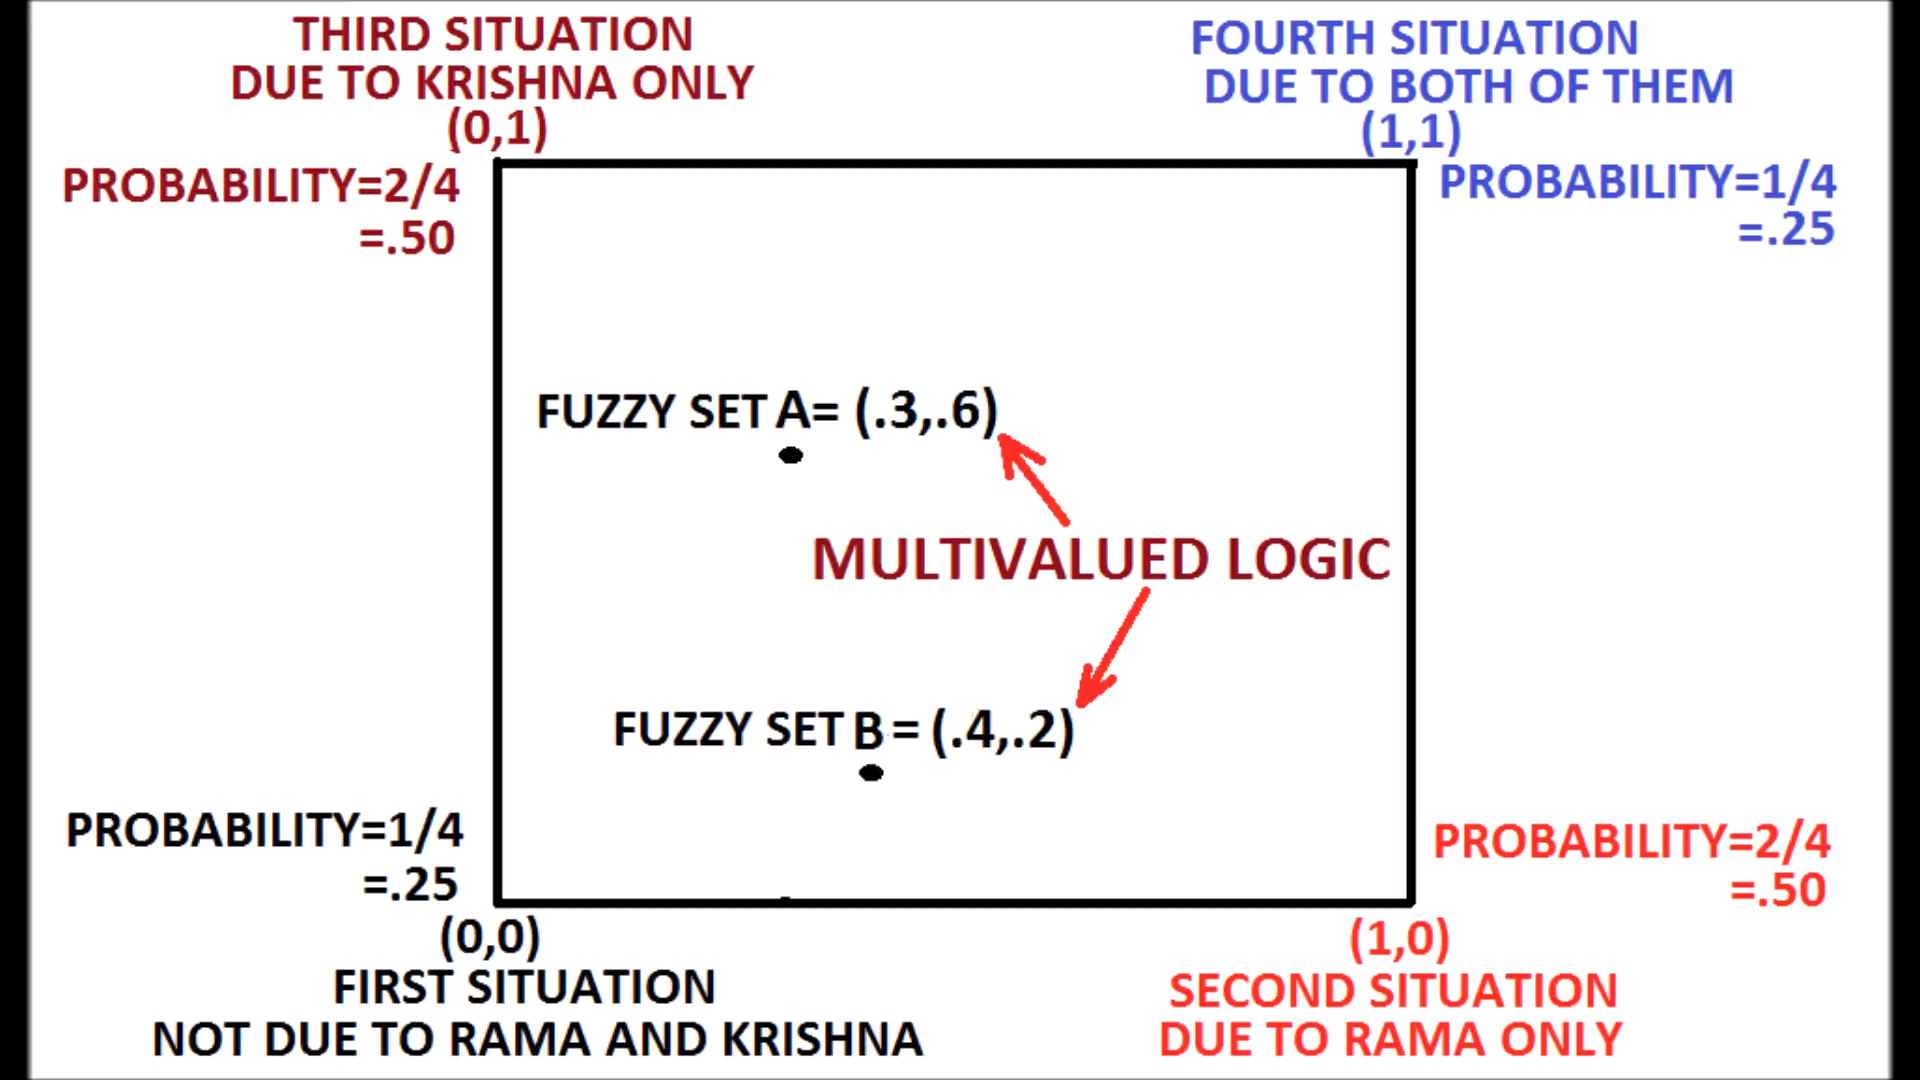 THIRD SITUATION
DUE TO KRISHNA ONLY
(0,1)
PROBABILITY=2/4
=.50
FOURTH SITUATION
DUE TO BOTH OF THEM
(1,1)
PROBABILITY=1/4
=.25
FUZZY SET A= (.3,.6)
MULTIVALUED LOGIC
FUZZY SET B = (.4,.2)
PROBABILITY=1/4
=.25
(0,0)
FIRST SITUATION
NOT DUE TO RAMA AND KRISHNA
PROBABILITY=2/4
=.50
(1,0)
SECOND SITUATION
DUE TO RAMA ONLY